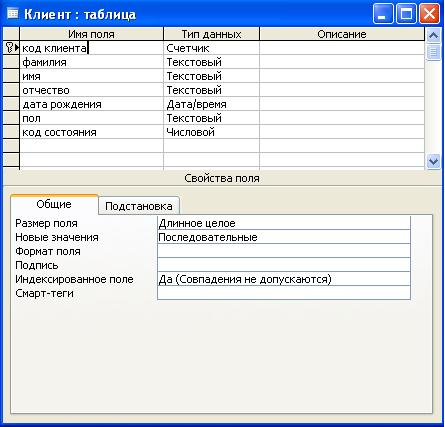 Клиент : таблица
Имя поля Тип данных Описание
код клиента Счетчик
фамилия Текстовый
имя Текстовый
отчество Текстовый
дата рождения Дата/время
пол Текстовый
код состояния Числовой
Свойства поля
Общие Подстановка
Размер поля Длинное целое
Новые значения Последовательные
Формат поля
Подпись
Индексированное поле Да (Совпадения не допускаются)
Смарт-теги